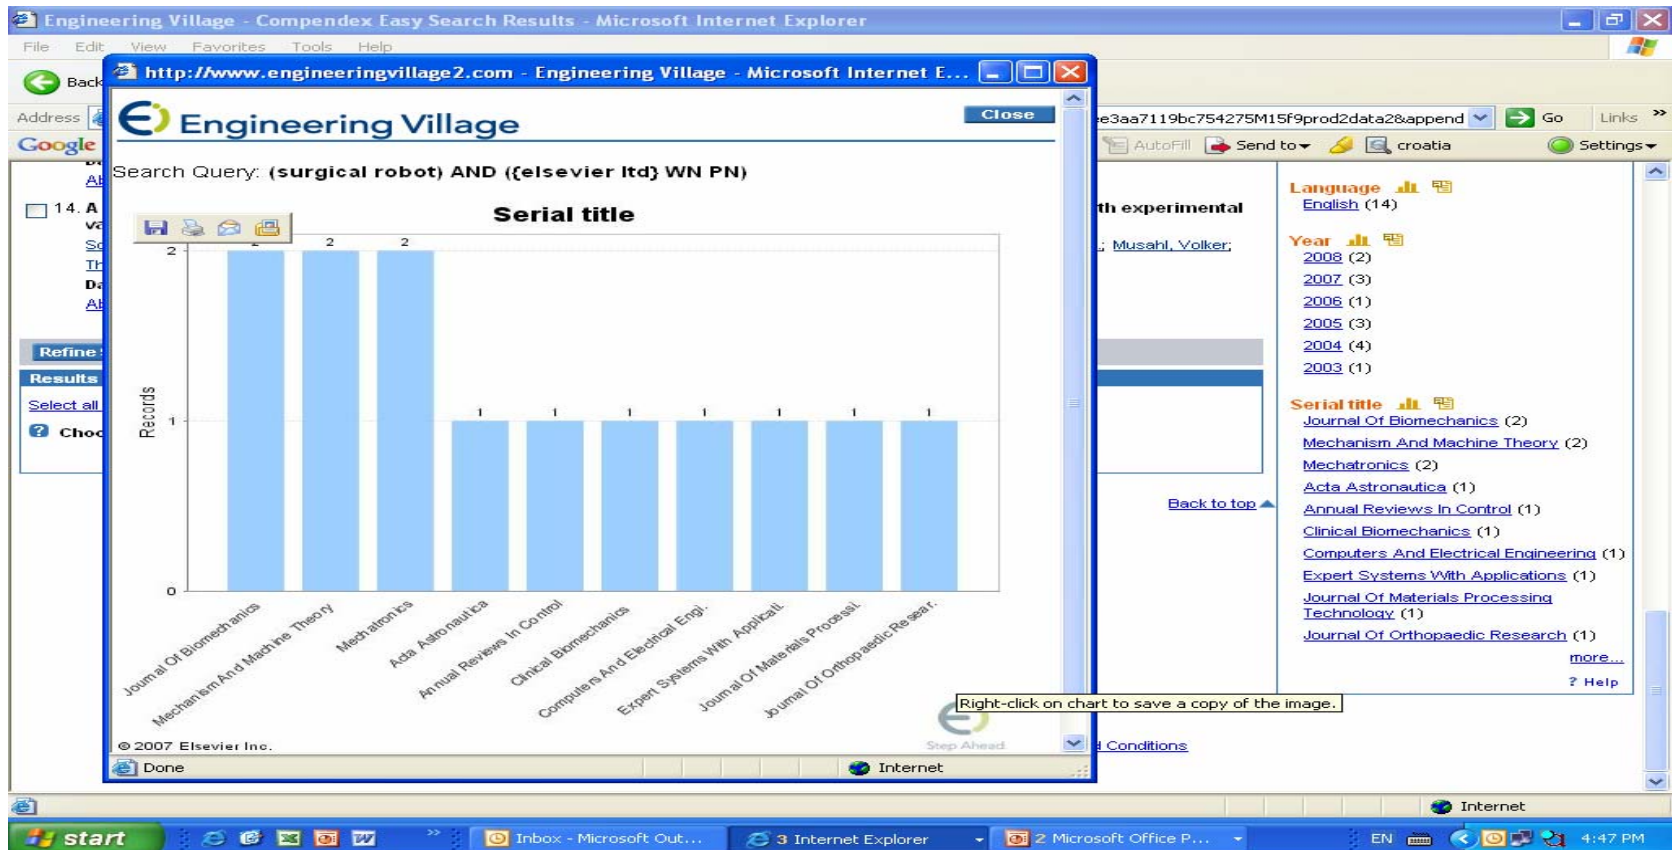 Engineering Village - Compendex Easy Search Results - Microsoft Internet Explorer
File Edit View Favorites Tools Help
Back
Address
e3aa7119bc754275M15f9prod2data2&append Go Links »
Google
AutoFill Send to croatia Settings
http://www.engineeringvillage2.com - Engineering Village - Microsoft Internet E...
Engineering Village
Close
Search Query: (surgical robot) AND ({elsevier ltd} WN PN)
Serial title
2 2
2
1 1 1 1 1 1 1
1
0
Records
Journal Of Biomechanics
Mechanism And Machine Theory
Mechatronics
Acta Astronautica
Annual Reviews In Control
Clinical Biomechanics
Computers And Electrical Engi.
Expert Systems With Applicati.
Journal Of Materials Processi.
Journal Of Orthopaedic Resear.
© 2007 Elsevier Inc.
Step Ahead
Done
Internet
14. A
th experimental
Musahl, Volker;
Refine
Results
Select all
Choo
Back to top
Conditions
Right-click on chart to save a copy of the image.
Language
English (14)
Year
2008 (2)
2007 (3)
2006 (1)
2005 (3)
2004 (4)
2003 (1)
Serial title
Journal Of Biomechanics (2)
Mechanism And Machine Theory (2)
Mechatronics (2)
Acta Astronautica (1)
Annual Reviews In Control (1)
Clinical Biomechanics (1)
Computers And Electrical Engineering (1)
Expert Systems With Applications (1)
Journal Of Materials Processing
Technology (1)
Journal Of Orthopaedic Research (1)
more...
? Help
Internet
start
»
Inbox - Microsoft Out...
3 Internet Explorer
2 Microsoft Office P...
EN
4:47 PM